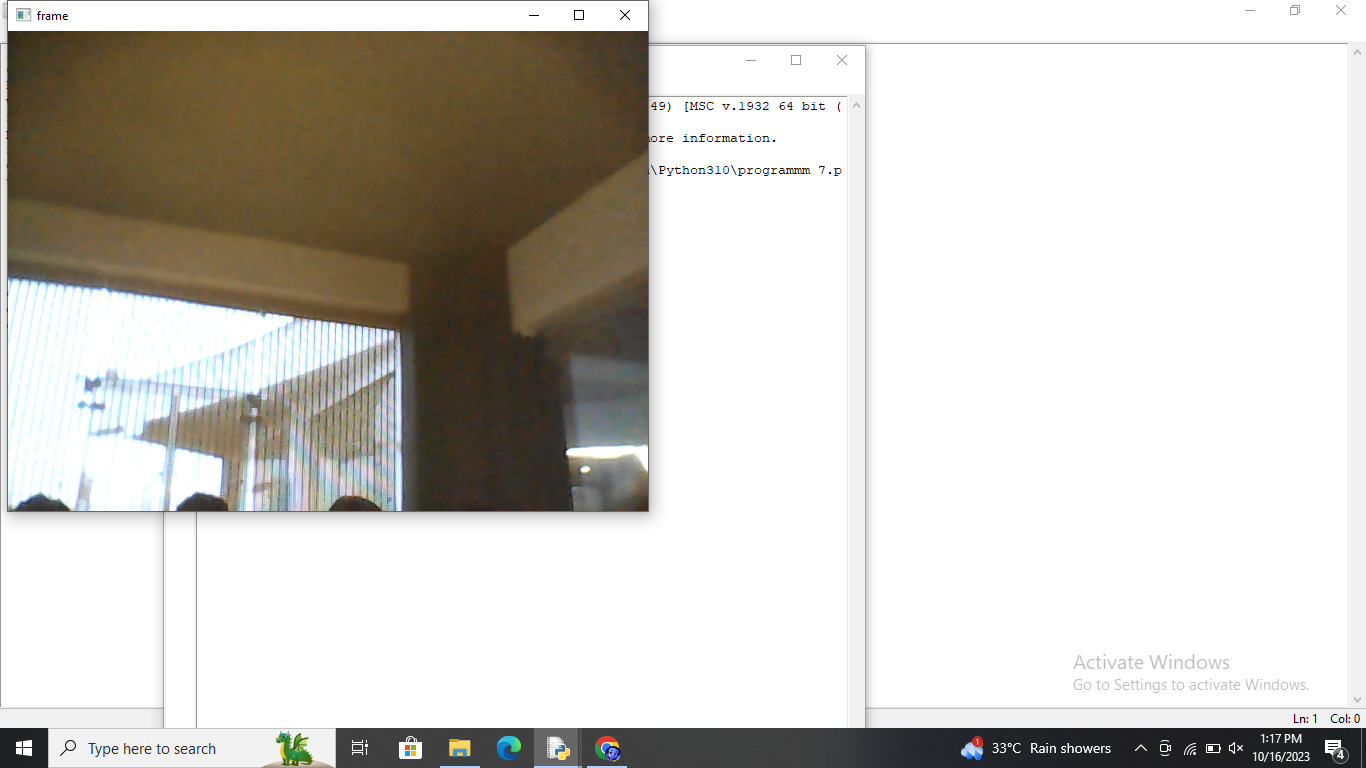 frame
49) [MSC v.1932 64 bit (
ore information.
\Python310\programmm 7.p
Activate Windows
Go to Settings to activate Windows.
Ln: 1 Col: 0
Type here to search
33°C Rain showers
1
1:17 PM
10/16/2023
4